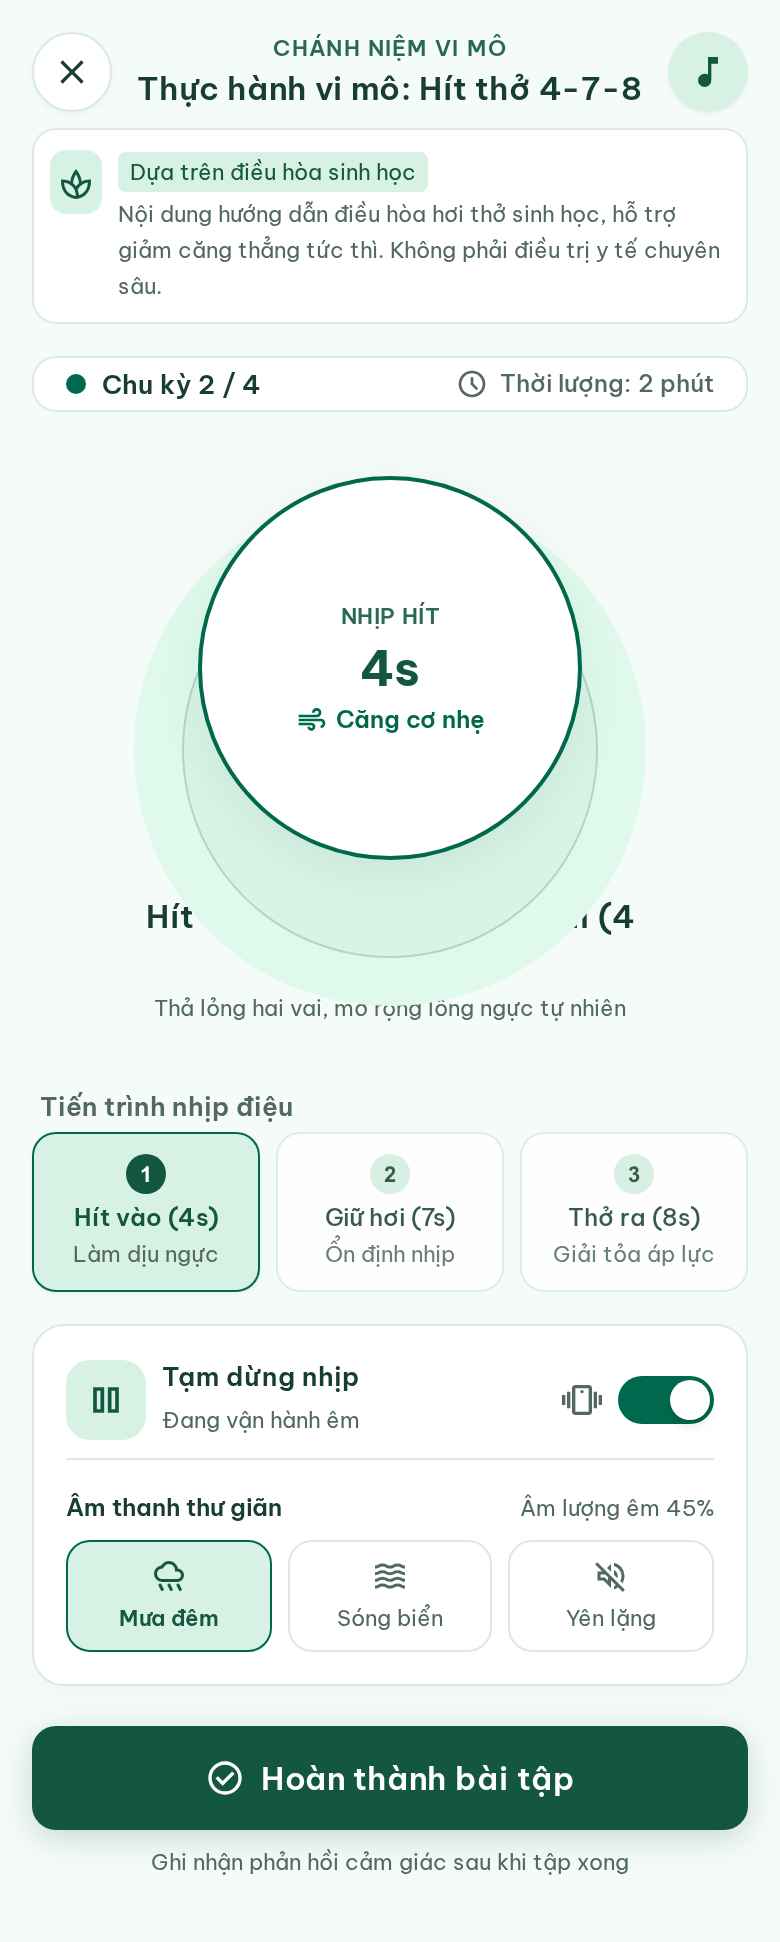 CHÁNH NIỆM VI MÔ
Thực hành vi mô: Hít thở 4-7-8
Dựa trên điều hòa sinh học
Nội dung hướng dẫn điều hòa hơi thở sinh học, hỗ trợ
giảm căng thẳng tức thì. Không phải điều trị y tế chuyên
sâu.
Chu kỳ 2 / 4
Thời lượng: 2 phút
NHỊP HÍT
4s
Căng cơ nhẹ
Hít (4
Thả lỏng hai vai, mở rộng lồng ngực tự nhiên
Tiến trình nhịp điệu
1
Hít vào (4s)
Làm dịu ngực
2
Giữ hơi (7s)
Ổn định nhịp
3
Thở ra (8s)
Giải tỏa áp lực
Tạm dừng nhịp
Đang vận hành êm
Âm thanh thư giãn
Âm lượng êm 45%
Mưa đêm
Sóng biển
Yên lặng
Hoàn thành bài tập
Ghi nhận phản hồi cảm giác sau khi tập xong